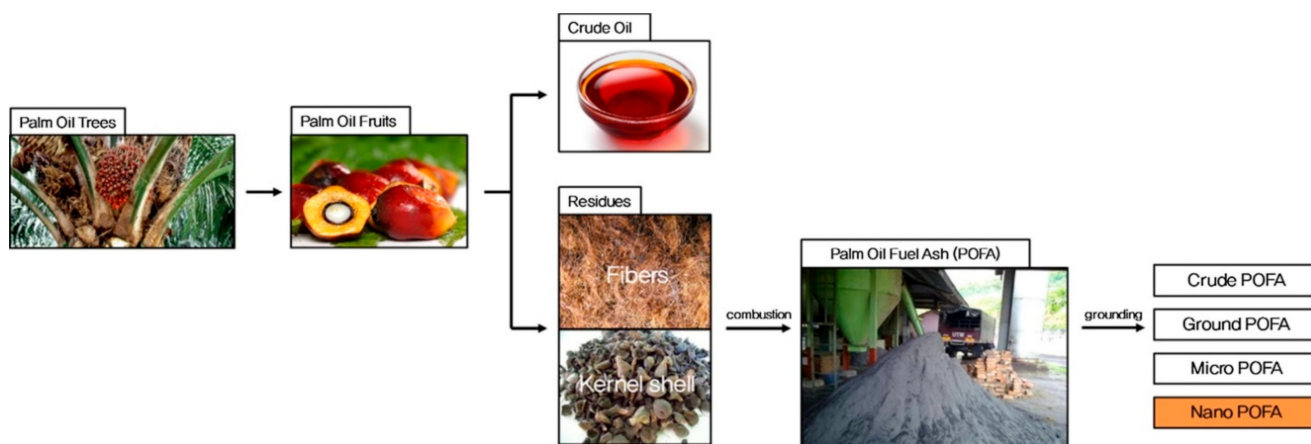 Crude Oil
Palm Oil Trees
Palm Oil Fruits
Residues
Fibers
Kernel shell
combustion
Palm Oil Fuel Ash (POFA)
grounding
Crude POFA
Ground POFA
Micro POFA
Nano POFA